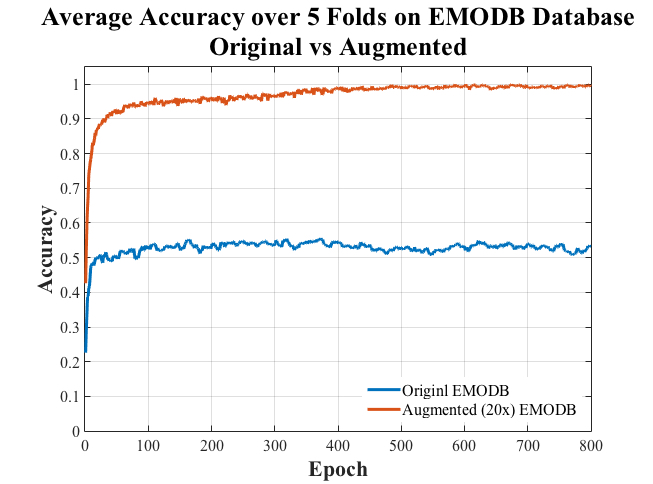 Average Accuracy over 5 Folds on EMODB Database
Original vs Augmented
1
0.9
0.8
0.7
0.6
0.5
0.4
0.3
0.2
0.1
0
Accuracy
Originl EMODB
Augmented (20x) EMODB
0 100 200 300 400 500 600 700 800
Epoch